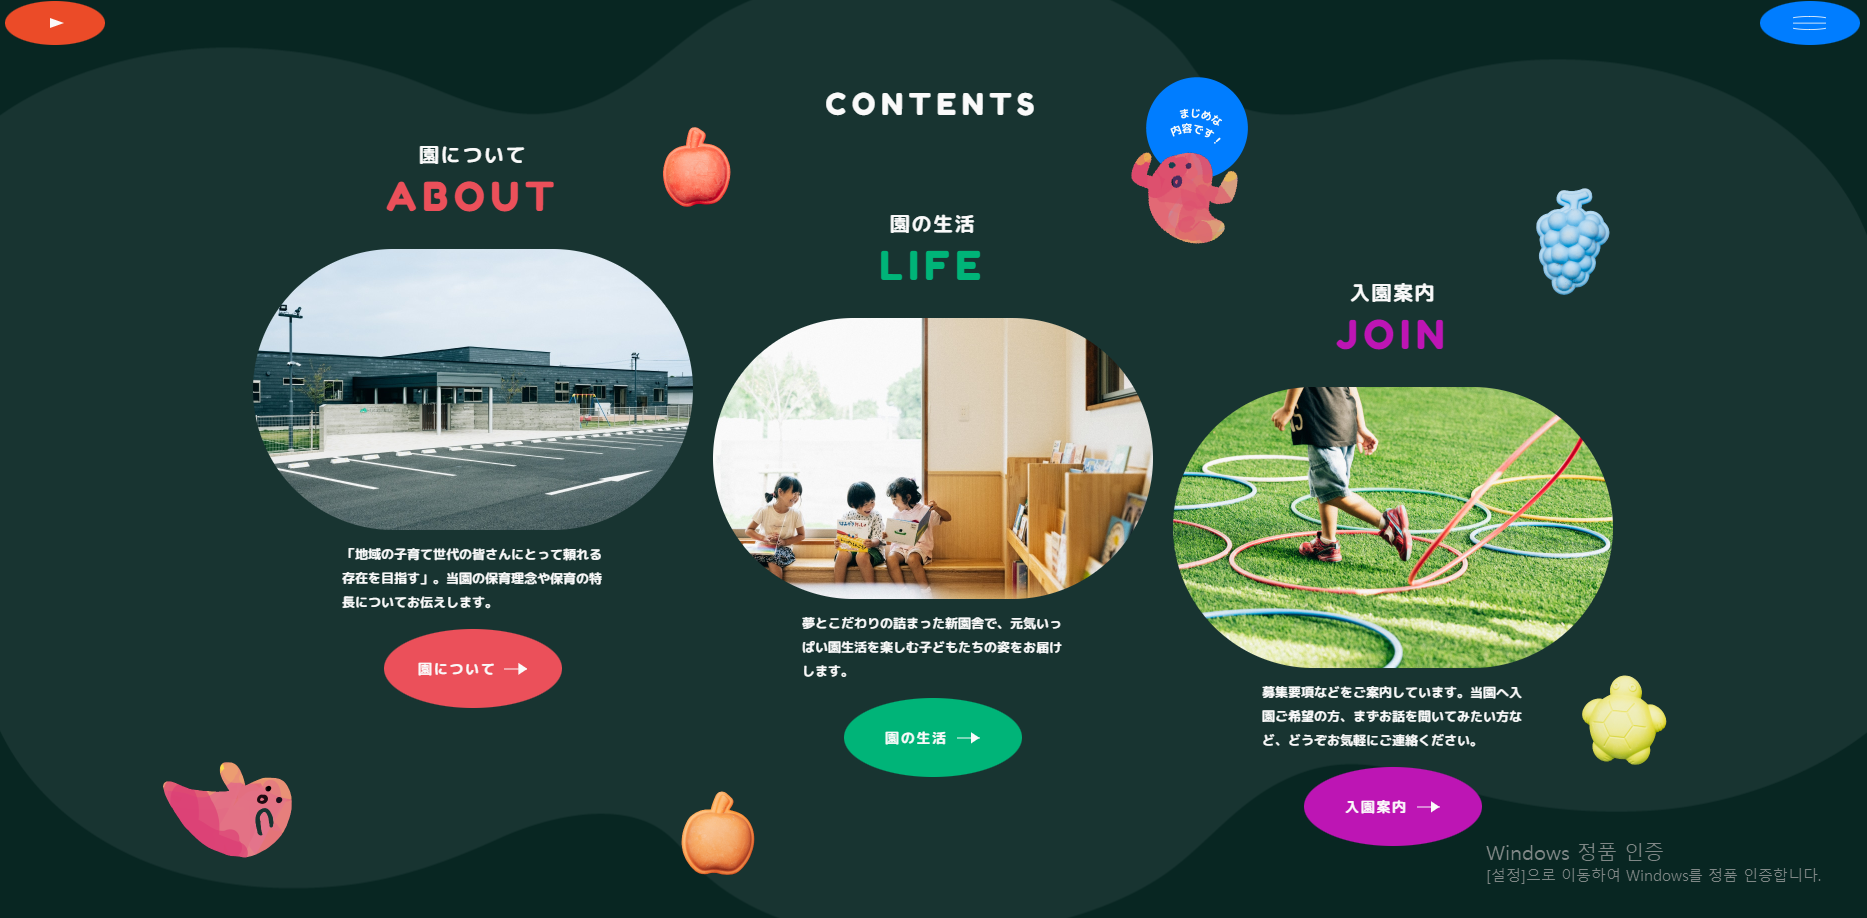 CONTENTS
まじめな
内容です!
園について
ABOUT
「地域の子育て世代の皆さんにとって頼れる
存在を目指す」。当園の保育理念や保育の特
長についてお伝えします。
園について
園の生活
LIFE
夢とこだわりの詰まった新園舎で、元気いっ
ぱい園生活を楽しむ子どもたちの姿をお届け
します。
園の生活
入園案内
JOIN
募集要項などをご案内しています。当園へ入
園ご希望の方、まずお話を聞いてみたい方な
ど、どうぞお気軽にご連絡ください。
入園案内
Windows 정품 인증
[설정]으로 이동하여 Windows를 정품 인증합니다.